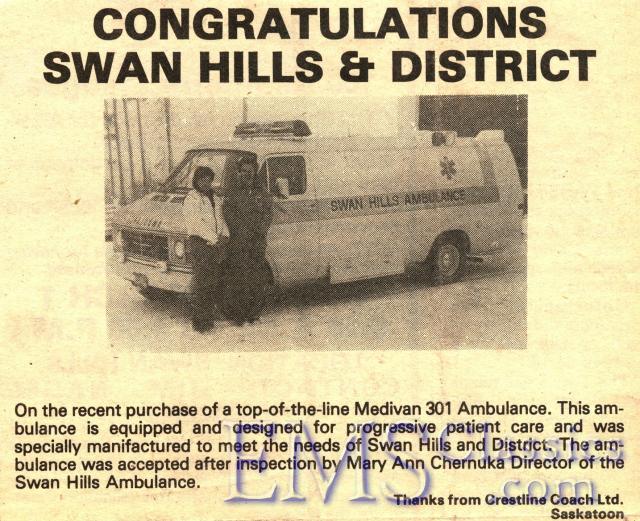 CONGRATULATIONS
SWAN HILLS & DISTRICT
SWAN HILLS AMBULANCE
On the recent purchase of a top-of-the-line Medivan 301 Ambulance. This am-
bulance is equipped and designed for progressive patient care and was
specially manifactured to meet the needs of Swan Hills and District. The am-
bulance was accepted after inspection by Mary Ann Chernuka Director of the
Swan Hills Ambulance.
EMSClassics
.com
Thanks from Crestline Coach Ltd.
Saskatoon